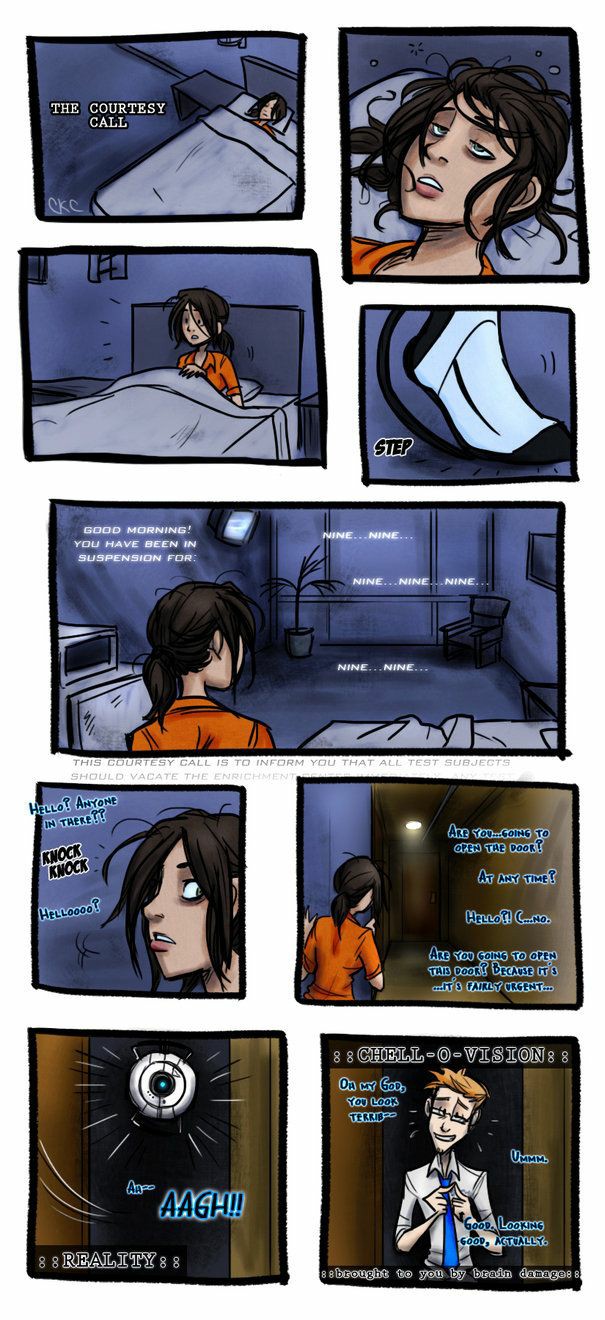 THE COURTESY
CALL
CKC
STEP
GOOD MORNING!
YOU HAVE BEEN IN
SUSPENSION FOR:
NINE...NINE...
NINE...NINE...NINE...
NINE...NINE...
THIS COURTESY CALL IS TO INFORM YOU THAT ALL TEST SUBJECTS
SHOULD VACATE THE ENRICHMENT CENTER IMMEDIATELY. ANY TEST
HELLO? ANYONE
IN THERE??
KNOCK
KNOCK
HELLOOOO?
ARE YOU...GOING TO
OPEN THE DOOR?
AT ANY TIME?
HELLO?! C...NO.
ARE YOU GOING TO OPEN
THIS DOOR? BECAUSE IT'S
...IT'S FAIRLY URGENT...
AH--
AAGH!!
::REALITY::
::CHELL-O-VISION::
OH MY GOD,
YOU LOOK
TERRIB--
UMMM.
GOOD. LOOKING
GOOD, ACTUALLY.
::brought to you by brain damage::